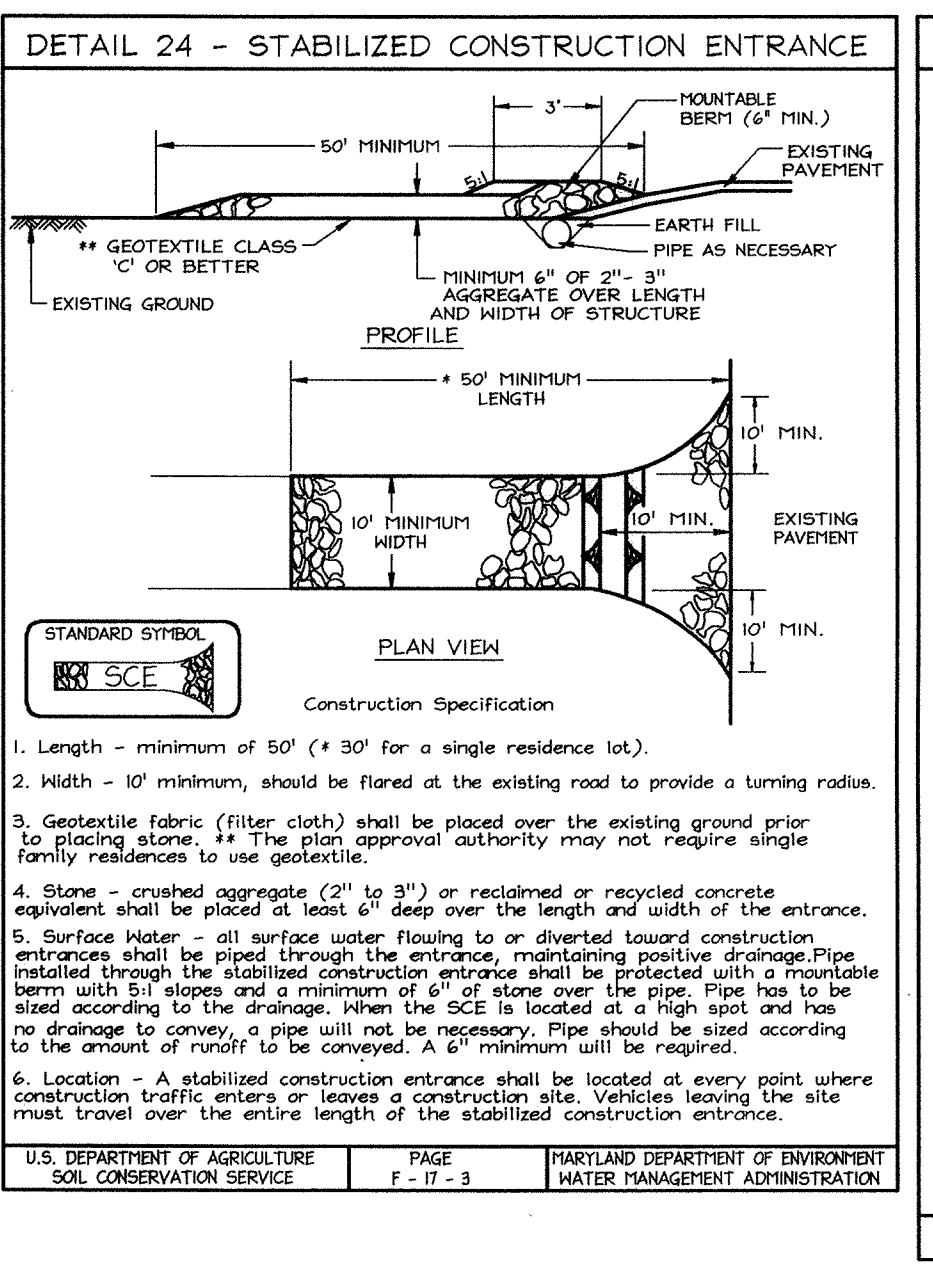 DETAIL 24 - STABILIZED CONSTRUCTION ENTRANCE
3'
MOUNTABLE
BERM (6" MIN.)
50' MINIMUM
EXISTING
PAVEMENT
5:1
5:1
EARTH FILL
** GEOTEXTILE CLASS
'C' OR BETTER
PIPE AS NECESSARY
MINIMUM 6" OF 2"- 3"
AGGREGATE OVER LENGTH
AND WIDTH OF STRUCTURE
EXISTING GROUND
PROFILE
* 50' MINIMUM
LENGTH
10' MIN.
10' MINIMUM
WIDTH
10' MIN.
EXISTING
PAVEMENT
10' MIN.
STANDARD SYMBOL
SCE
PLAN VIEW
Construction Specification
1. Length - minimum of 50' (* 30' for a single residence lot).
2. Width - 10' minimum, should be flared at the existing road to provide a turning radius.
3. Geotextile fabric (filter cloth) shall be placed over the existing ground prior
to placing stone. ** The plan approval authority may not require single
family residences to use geotextile.
4. Stone - crushed aggregate (2" to 3") or reclaimed or recycled concrete
equivalent shall be placed at least 6" deep over the length and width of the entrance.
5. Surface Water - all surface water flowing to or diverted toward construction
entrances shall be piped through the entrance, maintaining positive drainage.Pipe
installed through the stabilized construction entrance shall be protected with a mountable
berm with 5:1 slopes and a minimum of 6" of stone over the pipe. Pipe has to be
sized according to the drainage. When the SCE is located at a high spot and has
no drainage to convey, a pipe will not be necessary. Pipe should be sized according
to the amount of runoff to be conveyed. A 6" minimum will be required.
6. Location - A stabilized construction entrance shall be located at every point where
construction traffic enters or leaves a construction site. Vehicles leaving the site
must travel over the entire length of the stabilized construction entrance.
U.S. DEPARTMENT OF AGRICULTURE
SOIL CONSERVATION SERVICE
PAGE
F - 17 - 3
MARYLAND DEPARTMENT OF ENVIRONMENT
WATER MANAGEMENT ADMINISTRATION